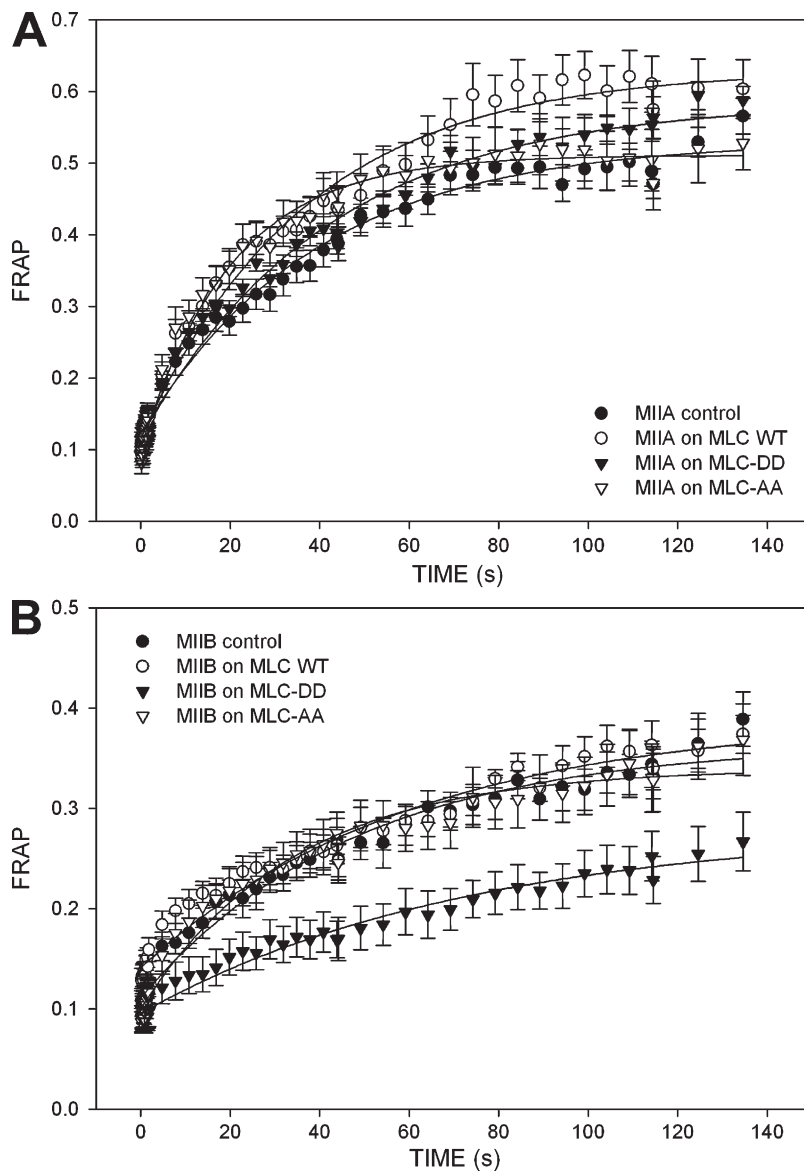 A
0.7
0.6
0.5
0.4
0.3
0.2
0.1
0.0
FRAP
MIIA control
MIIA on MLC WT
MIIA on MLC-DD
MIIA on MLC-AA
0 20 40 60 80 100 120 140
TIME (s)
B
0.5
0.4
0.3
0.2
0.1
0.0
FRAP
MIIB control
MIIB on MLC WT
MIIB on MLC-DD
MIIB on MLC-AA
0 20 40 60 80 100 120 140
TIME (s)